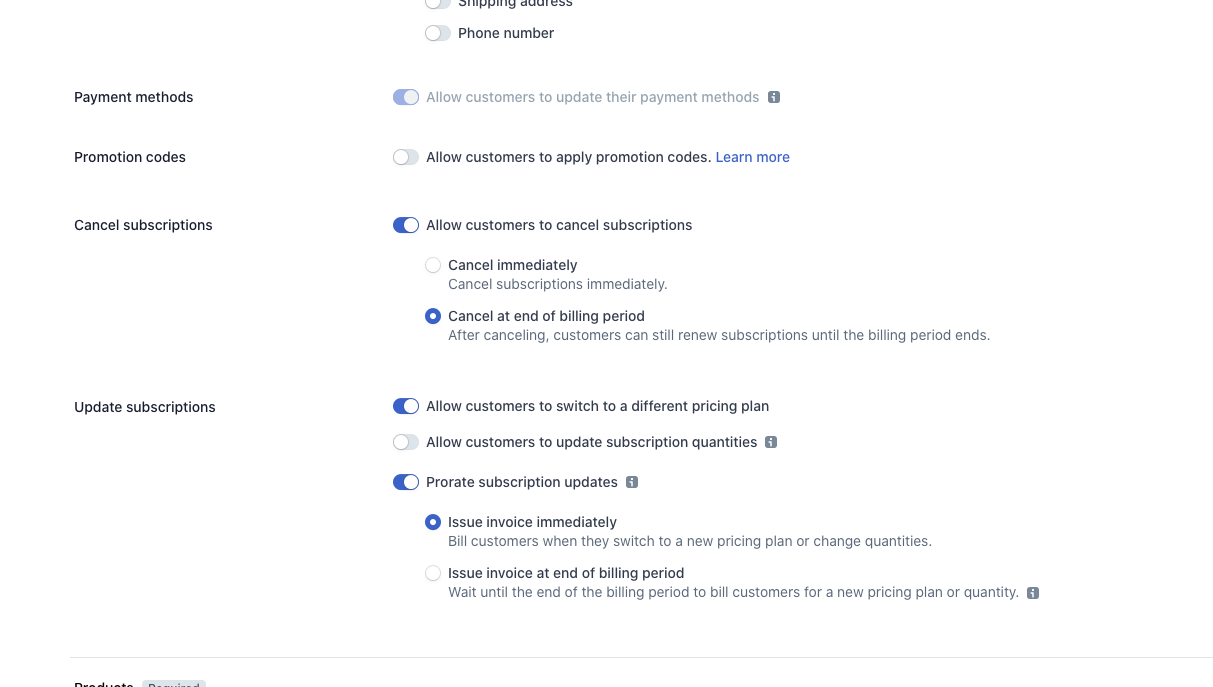 Shipping address
Phone number
Payment methods
Allow customers to update their payment methods
Promotion codes
Allow customers to apply promotion codes. Learn more
Cancel subscriptions
Allow customers to cancel subscriptions
Cancel immediately
Cancel subscriptions immediately.
Cancel at end of billing period
After canceling, customers can still renew subscriptions until the billing period ends.
Update subscriptions
Allow customers to switch to a different pricing plan
Allow customers to update subscription quantities
Prorate subscription updates
Issue invoice immediately
Bill customers when they switch to a new pricing plan or change quantities.
Issue invoice at end of billing period
Wait until the end of the billing period to bill customers for a new pricing plan or quantity.
Products Required